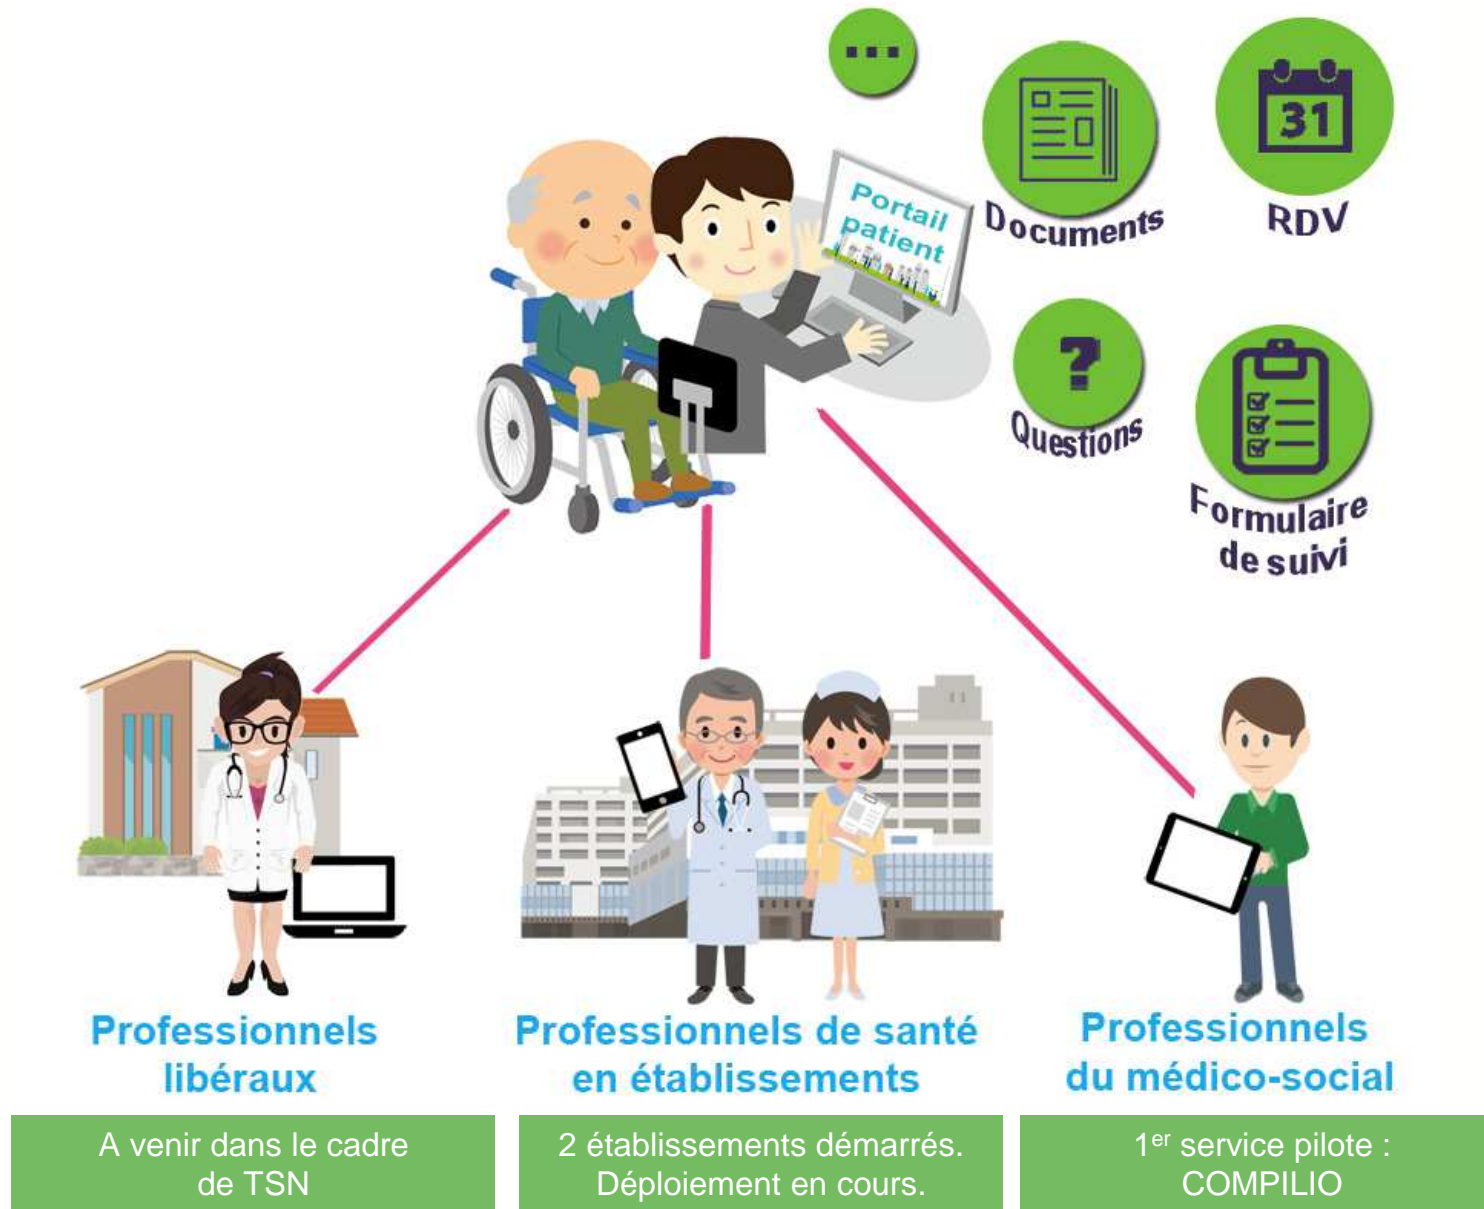 ...
31
Documents
RDV
Portail
patient
?
Questions
Formulaire
de suivi
Professionnels
libéraux
Professionnels de santé
en établissements
Professionnels
du médico-social
A venir dans le cadre
de TSN
2 établissements démarrés.
Déploiement en cours.
1er service pilote :
COMPILIO